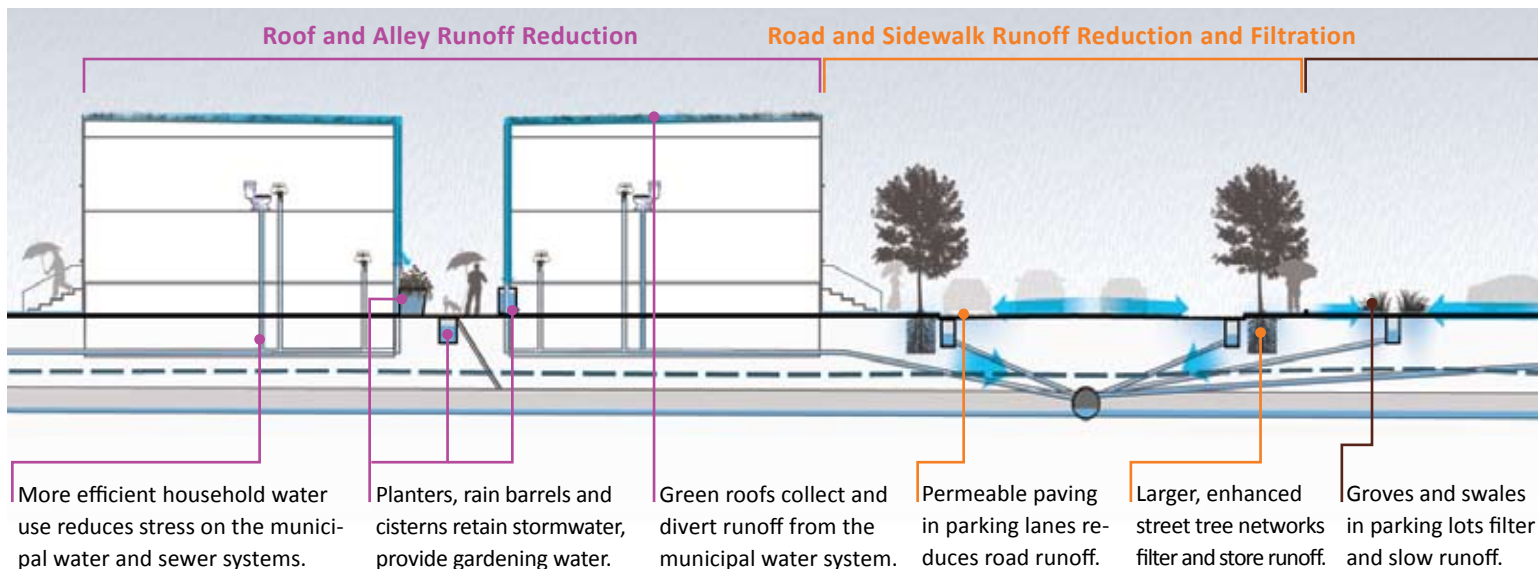 Roof and Alley Runoff Reduction
Road and Sidewalk Runoff Reduction and Filtration
More efficient household water
use reduces stress on the munici-
pal water and sewer systems.
Planters, rain barrels and
cisterns retain stormwater,
provide gardening water.
Green roofs collect and
divert runoff from the
municipal water system.
Permeable paving
in parking lanes re-
duces road runoff.
Larger, enhanced
street tree networks
filter and store runoff.
Groves and swales
in parking lots filter
and slow runoff.